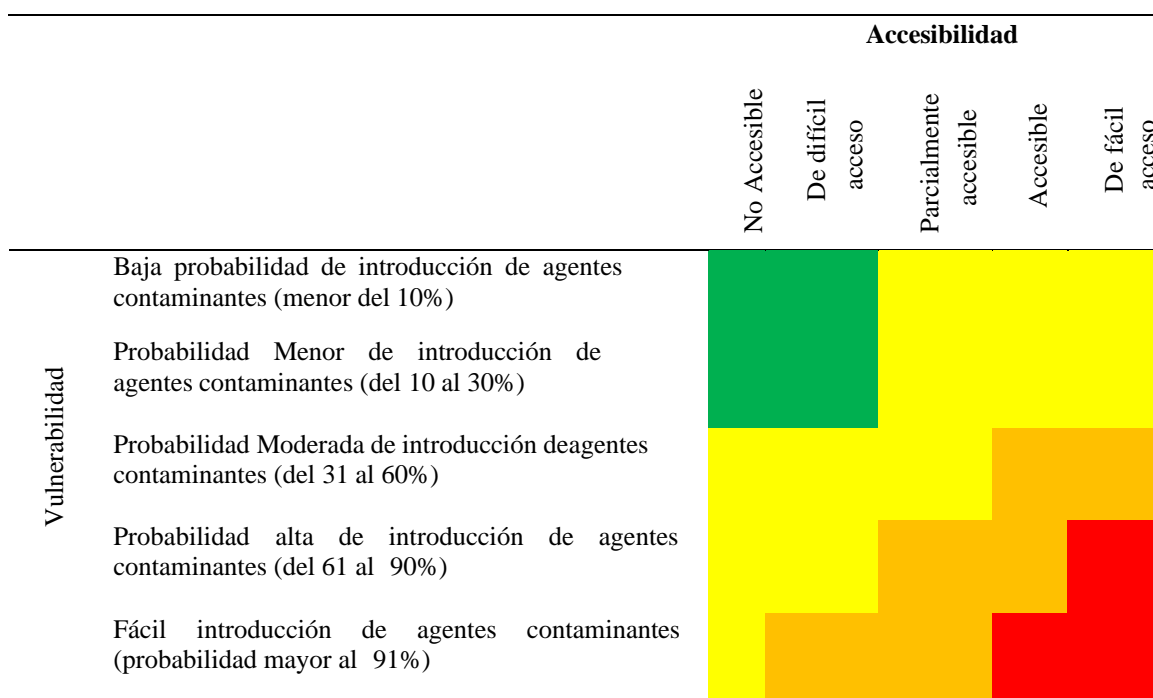 Accesibilidad
No Accesible
De difícil
acceso
Parcialmente
accesible
Accesible
De fácil
acceso
Vulnerabilidad
Baja probabilidad de introducción de agentes
contaminantes (menor del 10%)
Probabilidad Menor de introducción de
agentes contaminantes (del 10 al 30%)
Probabilidad Moderada de introducción deagentes
contaminantes (del 31 al 60%)
Probabilidad alta de introducción de agentes
contaminantes (del 61 al 90%)
Fácil introducción de agentes contaminantes
(probabilidad mayor al 91%)